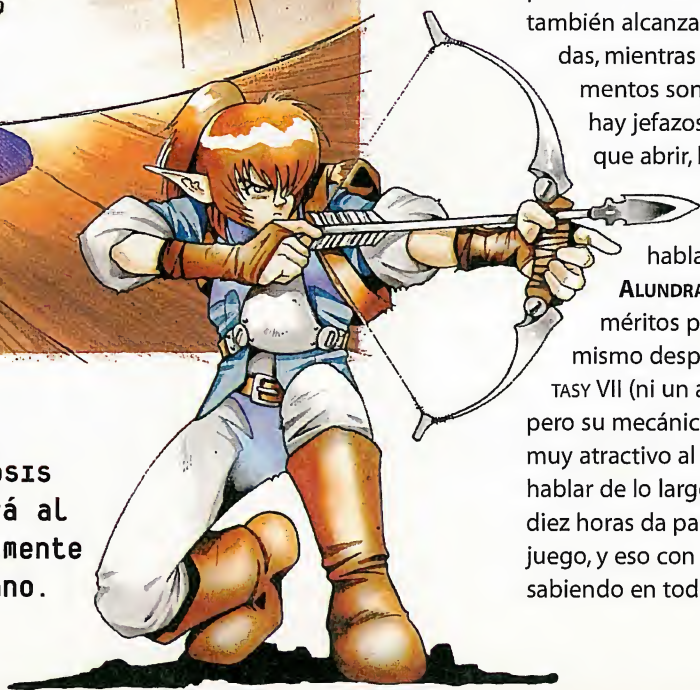 también alcanza
das, mientras
mentos son
hay jefazos
que abrir, l
habla
ALUNDRA
méritos p
mismo desp
TASY VII (ni un a
pero su mecánic
muy atractivo al
hablar de lo largo
diez horas da pa
juego, y eso con
sabiendo en tod
osis
á al
mente
no.